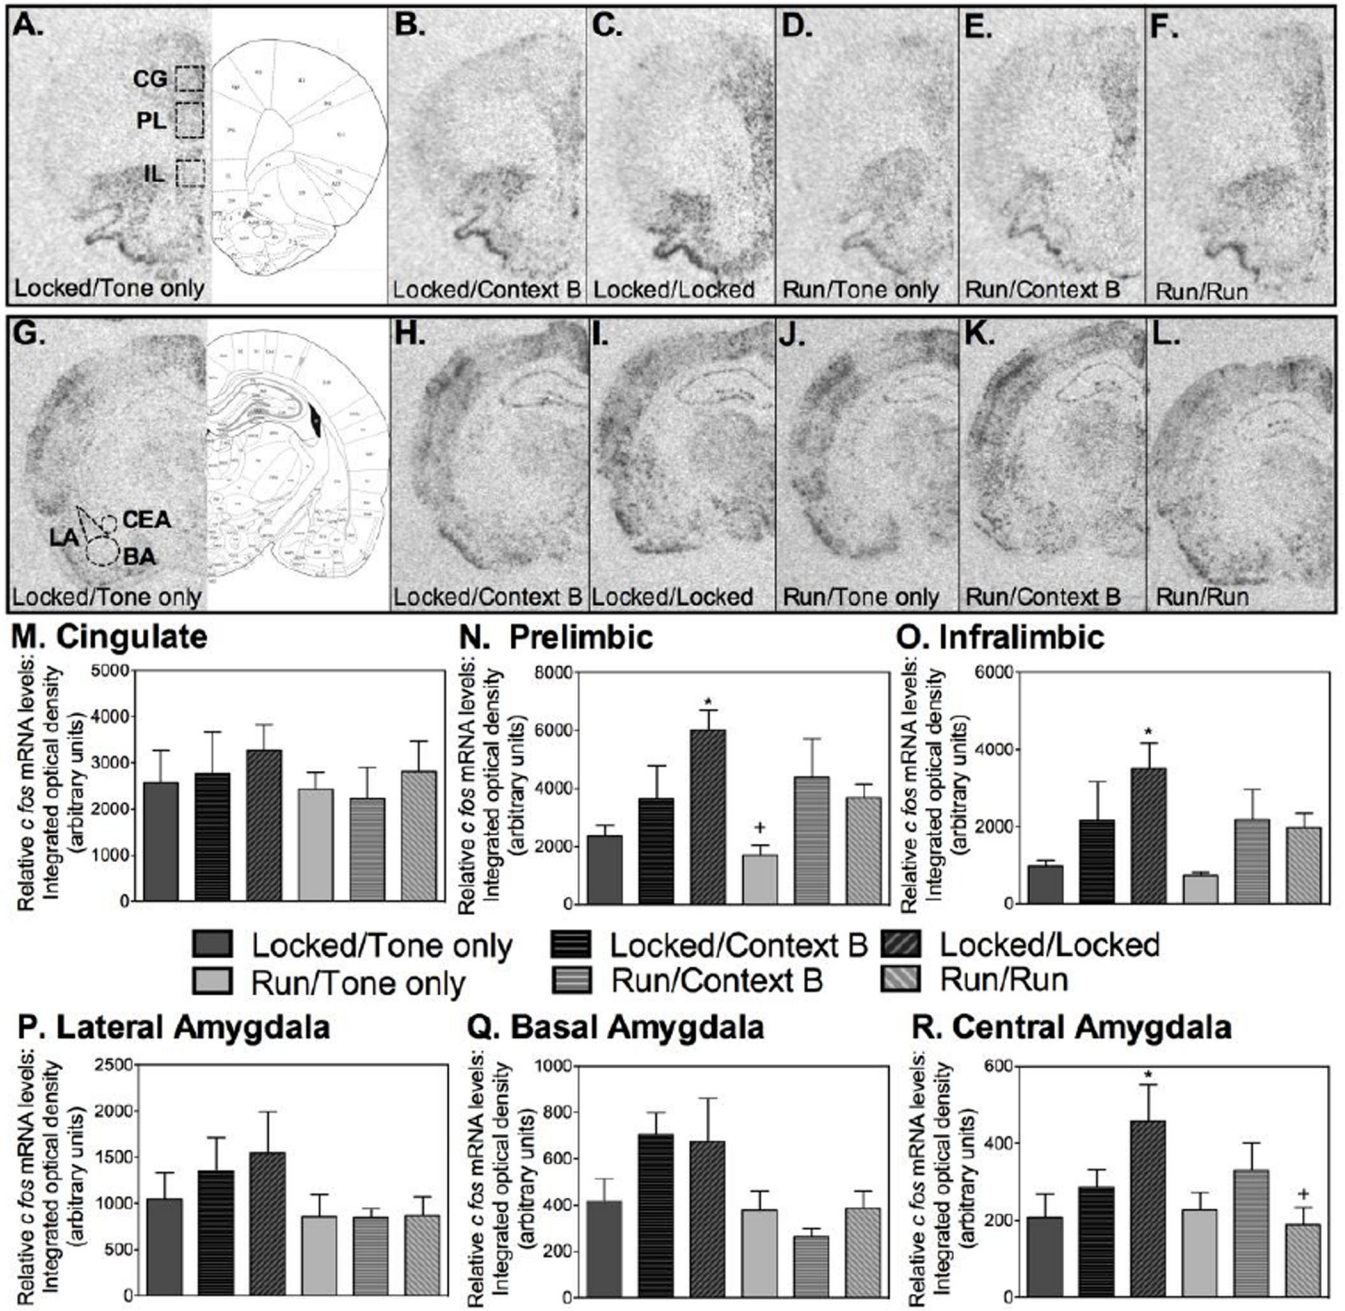 A.
B.
C.
D.
E.
F.
CG
PL
IL
Locked/Tone only
Locked/Context B
Locked/Locked
Run/Tone only
Run/Context B
Run/Run
G.
H.
I.
J.
K.
L.
CEA
LA
BA
Locked/Tone only
Locked/Context B
Locked/Locked
Run/Tone only
Run/Context B
Run/Run
M. Cingulate
Relative c fos mRNA levels:
Integrated optical density
(arbitrary units)
5000
4000
3000
2000
1000
0
N. Prelimbic
Relative c fos mRNA levels:
Integrated optical density
(arbitrary units)
8000
6000
4000
2000
0
*
+
O. Infralimbic
Relative c fos mRNA levels:
Integrated optical density
(arbitrary units)
6000
4000
2000
0
*
Locked/Tone only
Locked/Context B
Locked/Locked
Run/Tone only
Run/Context B
Run/Run
P. Lateral Amygdala
Relative c fos mRNA levels:
Integrated optical density
(arbitrary units)
2500
2000
1500
1000
500
0
Q. Basal Amygdala
Relative c fos mRNA levels:
Integrated optical density
(arbitrary units)
1000
800
600
400
200
0
R. Central Amygdala
Relative c fos mRNA levels:
Integrated optical density
(arbitrary units)
600
400
200
0
*
+